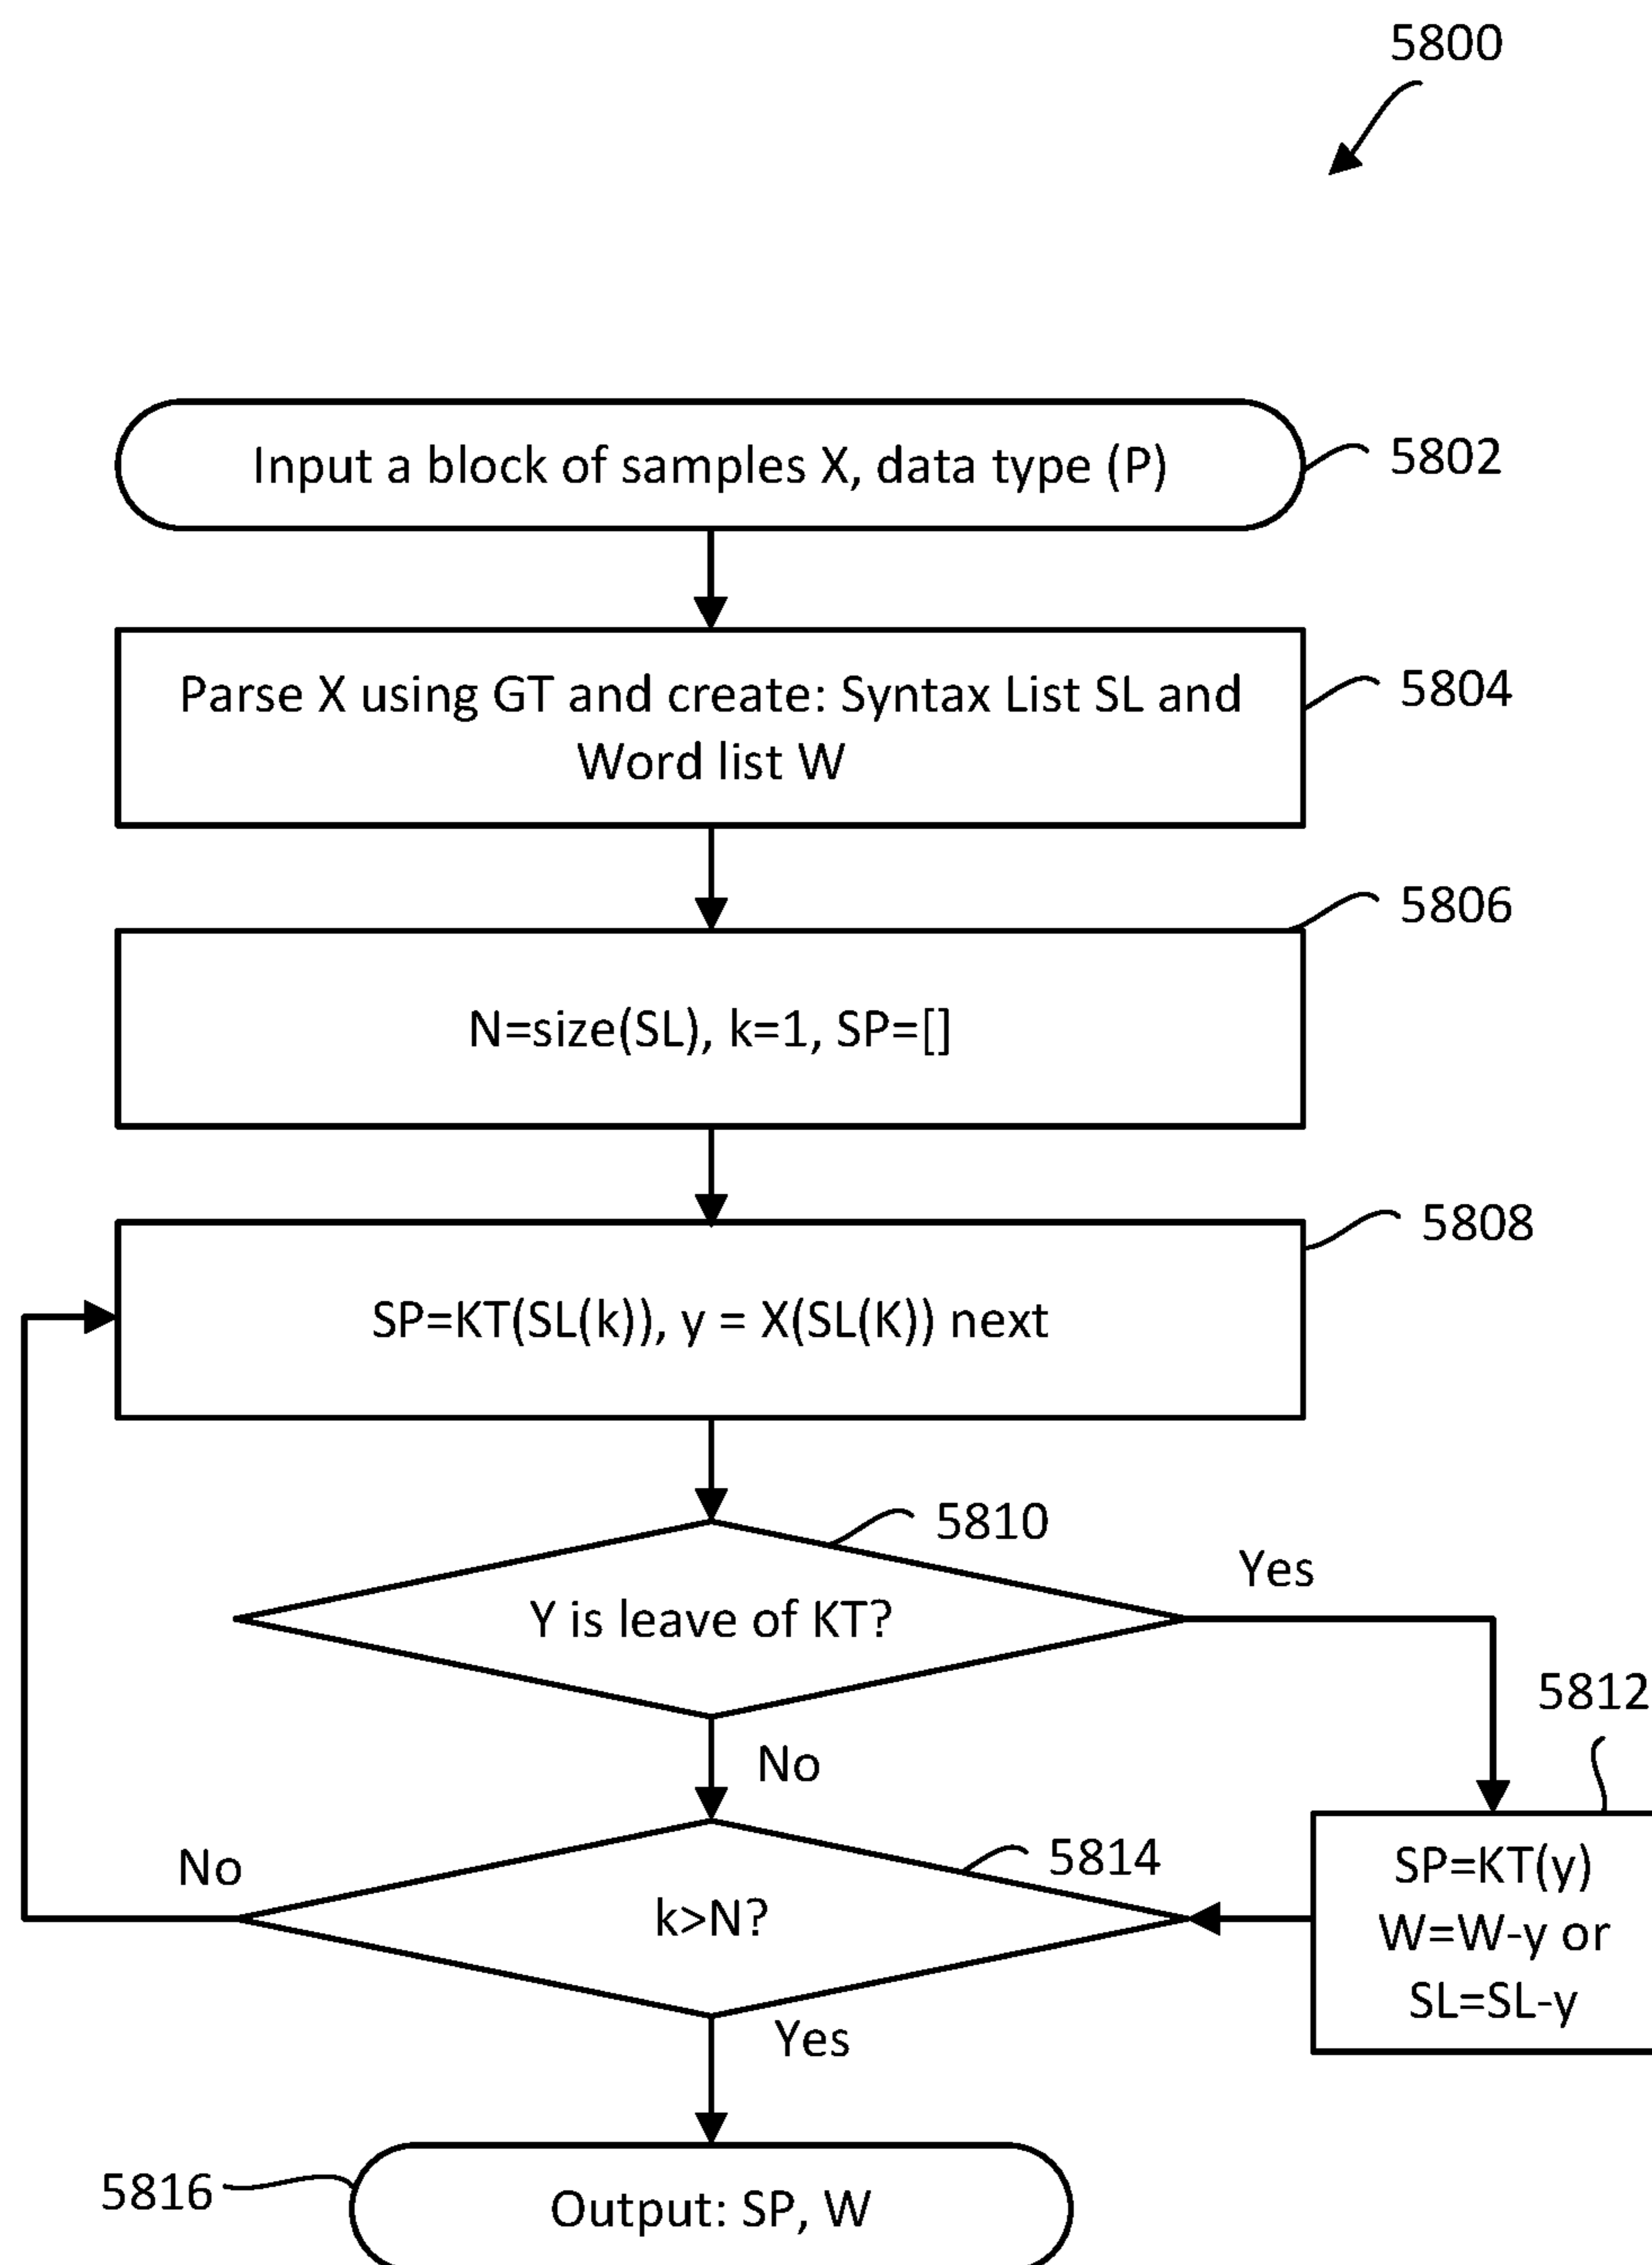 5800
Input a block of samples X, data type (P)
5802
Parse X using GT and create: Syntax List SL and
Word list W
5804
5806
N=size(SL), k=1, SP=[]
5808
SP=KT(SL(k)), y = X(SL(K)) next
5810
Yes
Y is leave of KT?
5812
No
5814
No
k>N?
SP=KT(y)
W=W-y or
SL=SL-y
Yes
5816
Output: SP, W